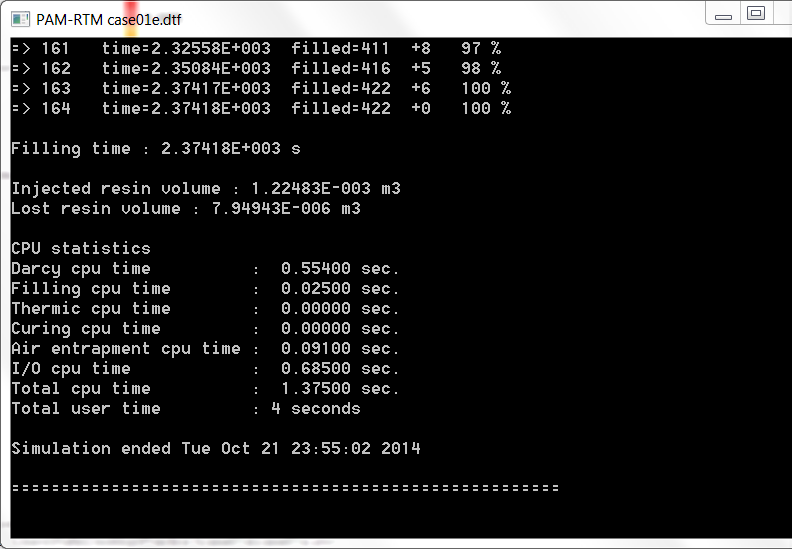 PAM-RTM case01e.dtf
=> 161   time=2.32558E+003  filled=411  +8   97 %
=> 162   time=2.35084E+003  filled=416  +5   98 %
=> 163   time=2.37417E+003  filled=422  +6   100 %
=> 164   time=2.37418E+003  filled=422  +0   100 %
Filling time : 2.37418E+003 s
Injected resin volume : 1.22483E-003 m3
Lost resin volume : 7.94943E-006 m3
CPU statistics
Darcy cpu time          :  0.55400 sec.
Filling cpu time        :  0.02500 sec.
Thermic cpu time        :  0.00000 sec.
Curing cpu time         :  0.00000 sec.
Air entrapment cpu time :  0.09100 sec.
I/O cpu time            :  0.68500 sec.
Total cpu time          :  1.37500 sec.
Total user time         : 4 seconds
Simulation ended Tue Oct 21 23:55:02 2014
=======================================================